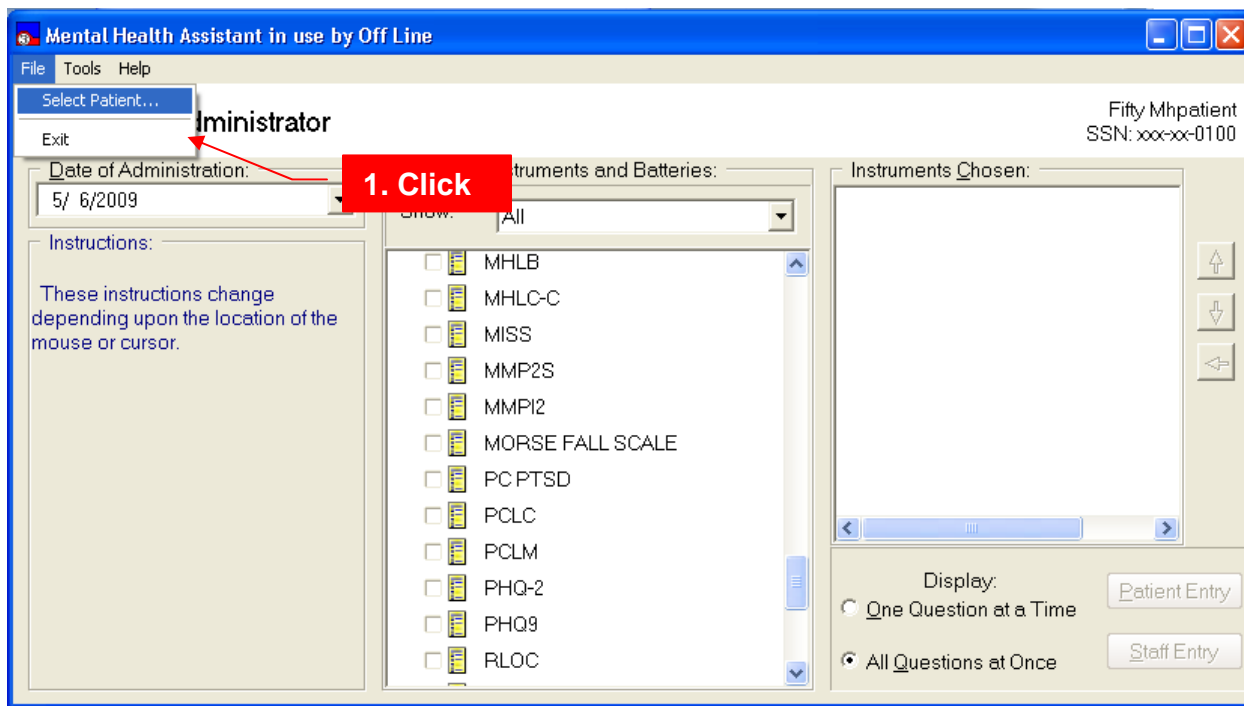 Mental Health Assistant in use by Off Line
File Tools Help
Select Patient...
Exit
ministrator
Fifty Mhpatient
SSN: xxx-xx-0100
Date of Administration:
5/ 6/2009
1. Click
struments and Batteries:
Show:
All
Instruments Chosen:
Instructions:
These instructions change
depending upon the location of the
mouse or cursor.
MHLB
MHLC-C
MISS
MMP2S
MMPI2
MORSE FALL SCALE
PC PTSD
PCLC
PCLM
PHQ-2
PHQ9
RLOC
Display:
One Question at a Time
All Questions at Once
Patient Entry
Staff Entry